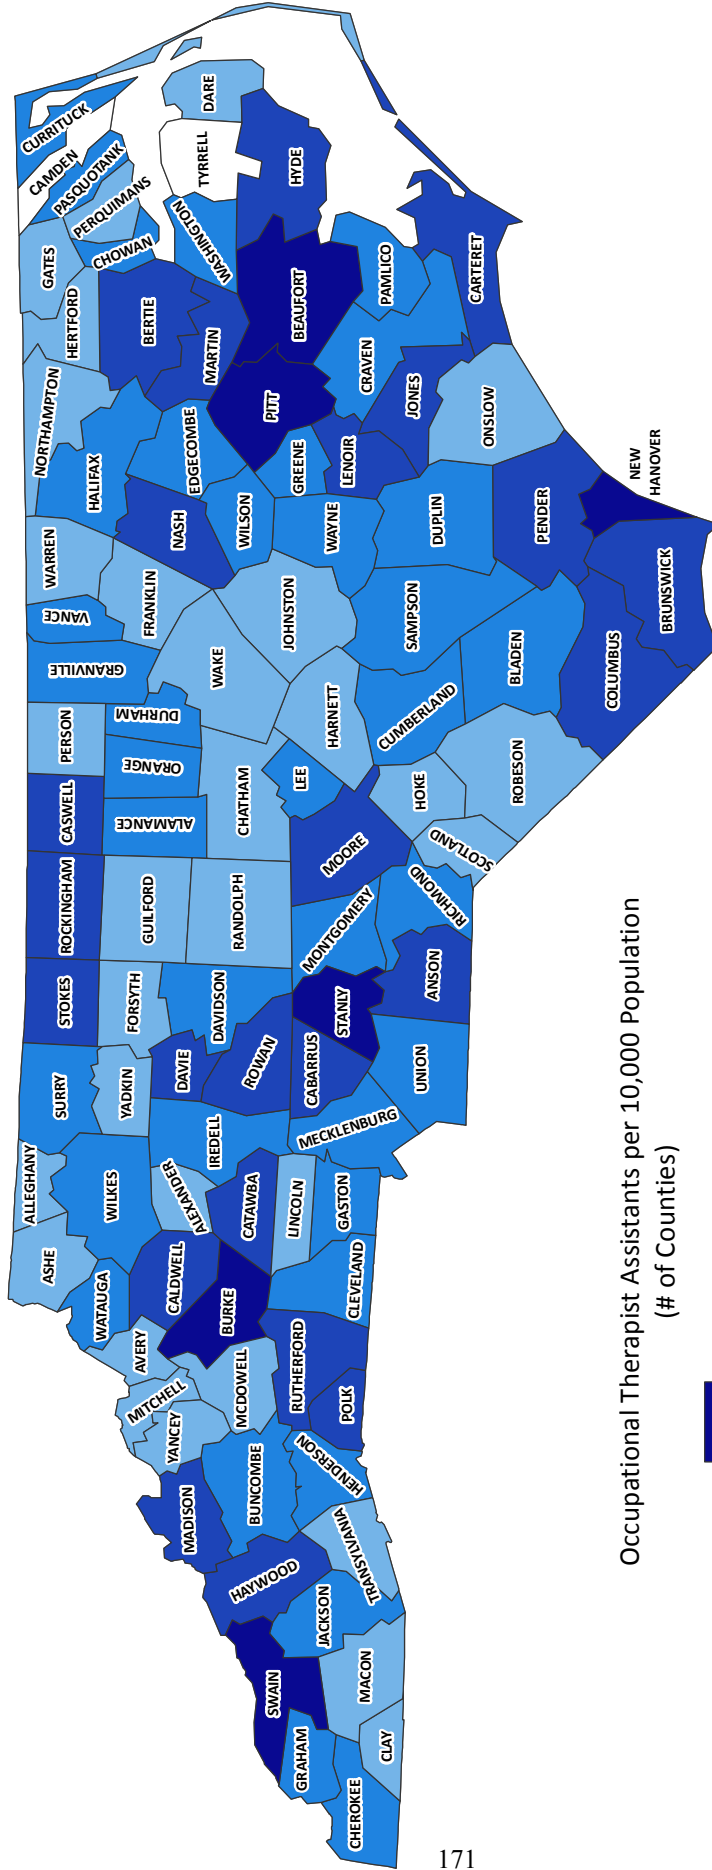 CHEROKEE
GRAHAM
CLAY
SWAIN
MACON
JACKSON
HAYWOOD
TRANSYLVANIA
MADISON
BUNCOMBE
HENDERSON
YANCEY
MITCHELL
MCDOWELL
POLK
RUTHERFORD
AVERY
BURKE
CLEVELAND
WATAUGA
CALDWELL
ASHE
WILKES
ALEXANDER
CATAWBA
LINCOLN
GASTON
ALLEGHANY
SURRY
YADKIN
IREDELL
MECKLENBURG
DAVIE
ROWAN
CABARRUS
UNION
STOKES
FORSYTH
DAVIDSON
STANLY
ANSON
ROCKINGHAM
GUILFORD
RANDOLPH
MONTGOMERY
RICHMOND
CASWELL
ALAMANCE
CHATHAM
MOORE
SCOTLAND
PERSON
ORANGE
DURHAM
LEE
HOKE
ROBESON
GRANVILLE
VANCE
WAKE
HARNETT
CUMBERLAND
BLADEN
COLUMBUS
WARREN
FRANKLIN
JOHNSTON
SAMPSON
BRUNSWICK
NORTHAMPTON
HALIFAX
NASH
WILSON
WAYNE
DUPLIN
PENDER
NEW
HANOVER
EDGECOMBE
GREENE
LENOIR
ONSLOW
HERTFORD
BERTIE
MARTIN
PITT
CRAVEN
JONES
GATES
CHOWAN
WASHINGTON
BEAUFORT
PAMLICO
CARTERET
PERQUIMANS
PASQUOTANK
CAMDEN
CURRITUCK
TYRRELL
DARE
HYDE
Occupational Therapist Assistants per 10,000 Population
(# of Counties)
171